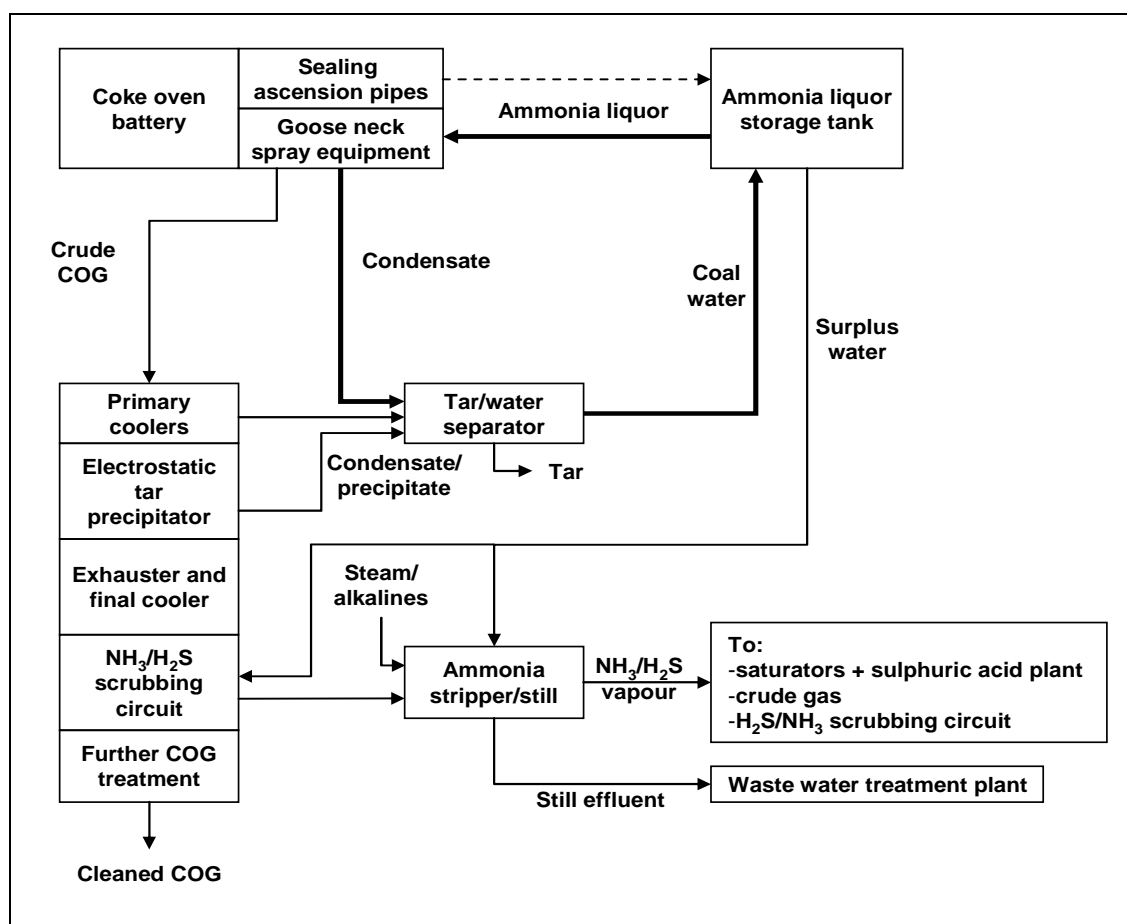 Coke oven
battery
Sealing
ascension pipes
Goose neck
spray equipment
Ammonia liquor
Ammonia liquor
storage tank
Crude
COG
Condensate
Coal
water
Surplus
water
Primary
coolers
Tar/water
separator
Tar
Electrostatic
tar
precipitator
Condensate/
precipitate
Exhauster and
final cooler
Steam/
alkalines
NH₃/H₂S
scrubbing
circuit
Ammonia
stripper/still
NH₃/H₂S
vapour
To:
-saturators + sulphuric acid plant
-crude gas
-H₂S/NH₃ scrubbing circuit
Further COG
treatment
Still effluent
Waste water treatment plant
Cleaned COG